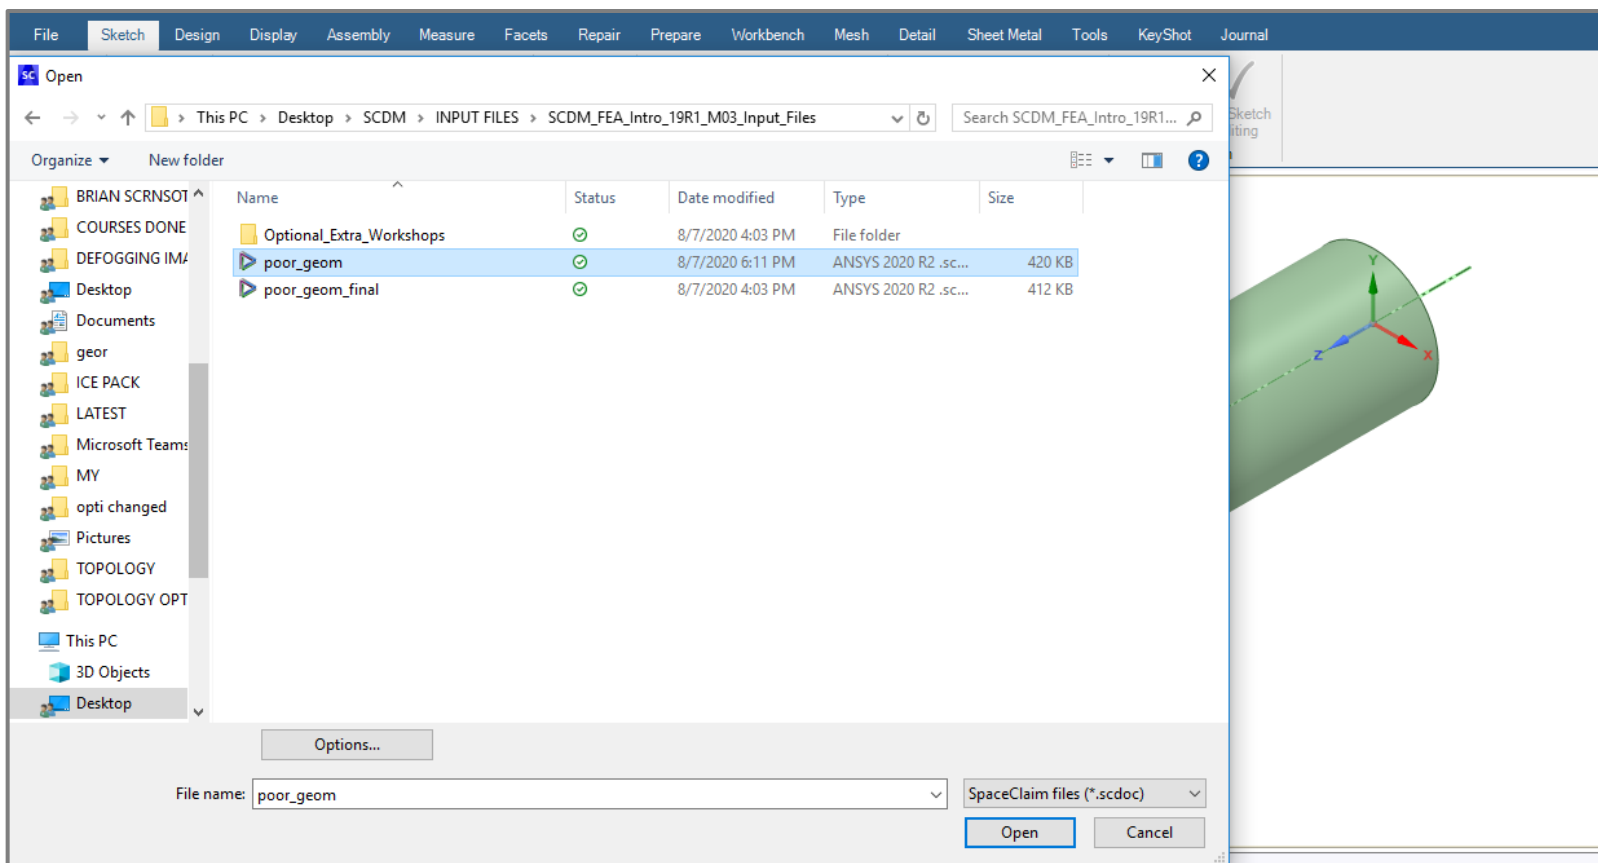 File Sketch Design Display Assembly Measure Facets Repair Prepare Workbench Mesh Detail Sheet Metal Tools KeyShot Journal
SC Open
This PC > Desktop > SCDM > INPUT FILES > SCDM_FEA_Intro_19R1_M03_Input_Files
Search SCDM_FEA_Intro_19R1...
Sketch
Organize New folder
?
BRIAN SCRNSOT
COURSES DONE
DEFOGGING IMA
Desktop
Documents
geor
ICE PACK
LATEST
Microsoft Teams
MY
opti changed
Pictures
TOPOLOGY
TOPOLOGY OPT
This PC
3D Objects
Desktop
Name Status Date modified Type Size
Optional_Extra_Workshops 8/7/2020 4:03 PM File folder
poor_geom 8/7/2020 6:11 PM ANSYS 2020 R2 .sc... 420 KB
poor_geom_final 8/7/2020 4:03 PM ANSYS 2020 R2 .sc... 412 KB
Y
Z
X
Options...
File name: poor_geom SpaceClaim files (*.scdoc)
Open Cancel